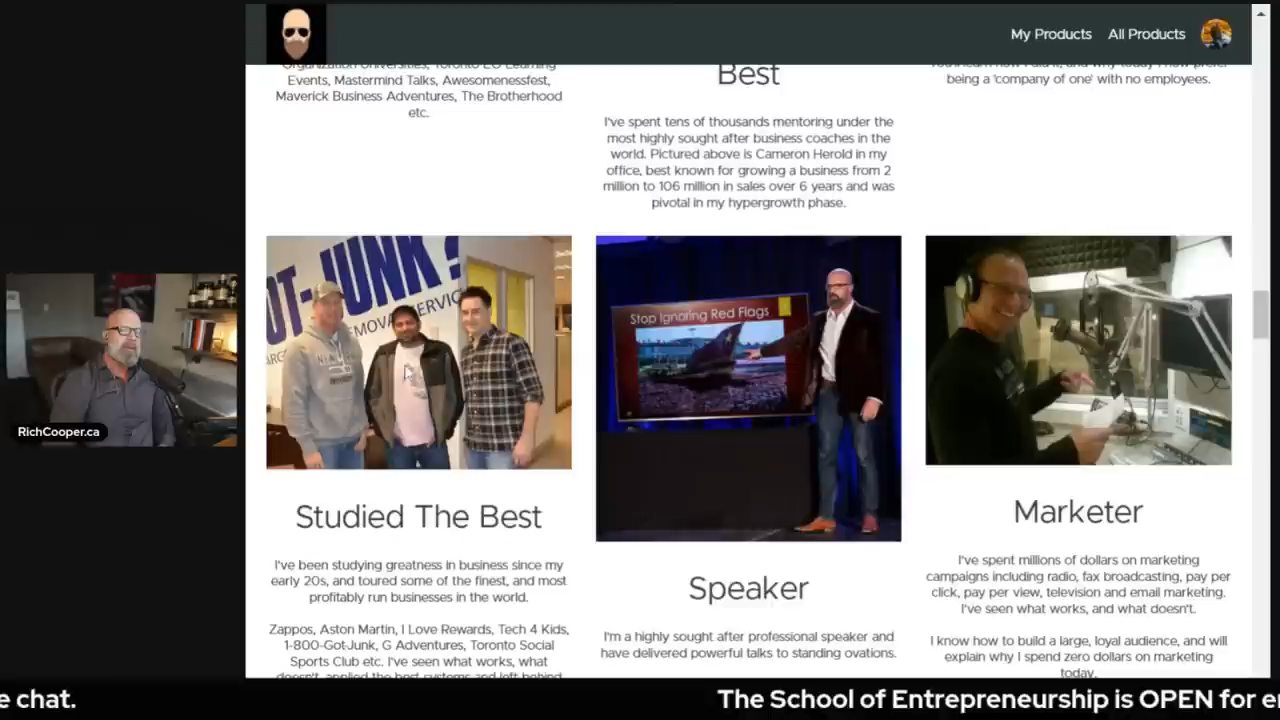 My Products All Products
Organization Universities, Toronto EO Learning
Events, Mastermind Talks, Awesomenessfest,
Maverick Business Adventures, The Brotherhood
etc.
Best
I've spent tens of thousands mentoring under the
most highly sought after business coaches in the
world. Pictured above is Cameron Herold in my
office, best known for growing a business from 2
million to 106 million in sales over 6 years and was
pivotal in my hypergrowth phase.
being a 'company of one' with no employees.
RichCooper.ca
OT-JUNK?
Stop Ignoring Red Flags
Studied The Best
I've been studying greatness in business since my
early 20s, and toured some of the finest, and most
profitably run businesses in the world.
Zappos, Aston Martin, I Love Rewards, Tech 4 Kids,
1-800-Got-Junk, G Adventures, Toronto Social
Sports Club etc. I've seen what works, what
doesn't, applied the best systems and left behind
Speaker
I'm a highly sought after professional speaker and
have delivered powerful talks to standing ovations.
Marketer
I've spent millions of dollars on marketing
campaigns including radio, fax broadcasting, pay per
click, pay per view, television and email marketing.
I've seen what works, and what doesn't.
I know how to build a large, loyal audience, and will
explain why I spend zero dollars on marketing
today.
e chat. The School of Entrepreneurship is OPEN for e